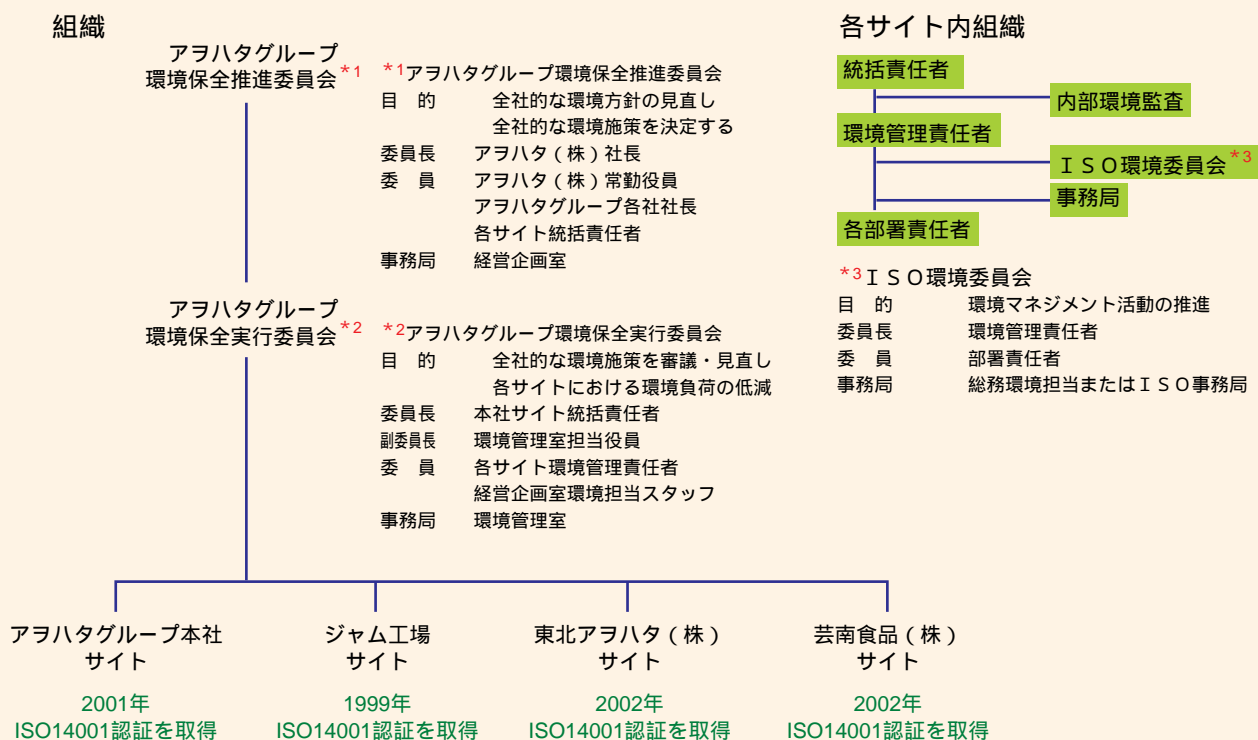 組織
アヲハタグループ
環境保全推進委員会*1
*1アヲハタグループ環境保全推進委員会
目　的　全社的な環境方針の見直し
全社的な環境施策を決定する
委員長　アヲハタ（株）社長
委　員　アヲハタ（株）常勤役員
アヲハタグループ各社社長
各サイト統括責任者
事務局　経営企画室
アヲハタグループ
環境保全実行委員会*2
*2アヲハタグループ環境保全実行委員会
目　的　全社的な環境施策を審議・見直し
各サイトにおける環境負荷の低減
委員長　本社サイト統括責任者
副委員長　環境管理室担当役員
委　員　各サイト環境管理責任者
経営企画室環境担当スタッフ
事務局　環境管理室
アヲハタグループ本社
サイト
2001年
ISO14001認証を取得
ジャム工場
サイト
1999年
ISO14001認証を取得
東北アヲハタ（株）
サイト
2002年
ISO14001認証を取得
芸南食品（株）
サイト
2002年
ISO14001認証を取得
各サイト内組織
統括責任者
内部環境監査
環境管理責任者
ＩＳＯ環境委員会*3
事務局
各部署責任者
*3ＩＳＯ環境委員会
目　的　環境マネジメント活動の推進
委員長　環境管理責任者
委　員　部署責任者
事務局　総務環境担当またはＩＳＯ事務局